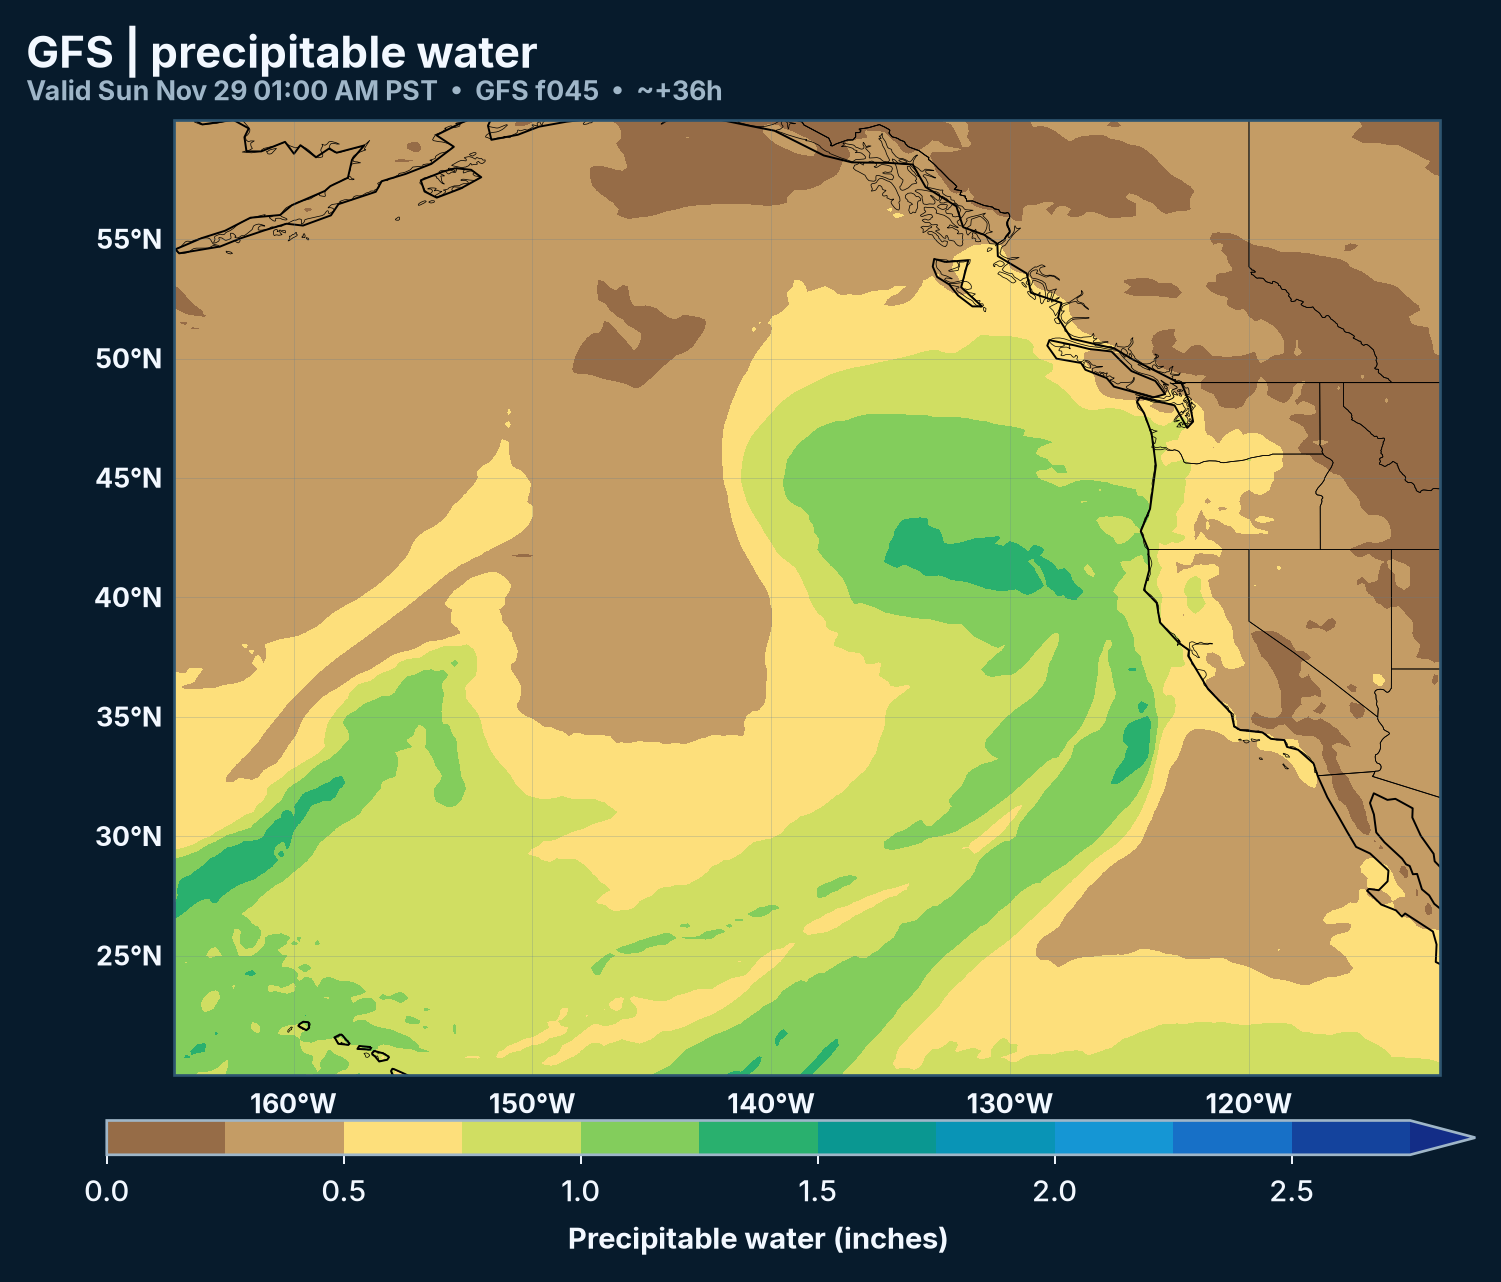 GFS | precipitable water
Valid Sun Nov 29 01:00 AM PST • GFS f045 • ~+36h
55°N
50°N
45°N
40°N
35°N
30°N
25°N
160°W 150°W 140°W 130°W 120°W
0.0 0.5 1.0 1.5 2.0 2.5
Precipitable water (inches)